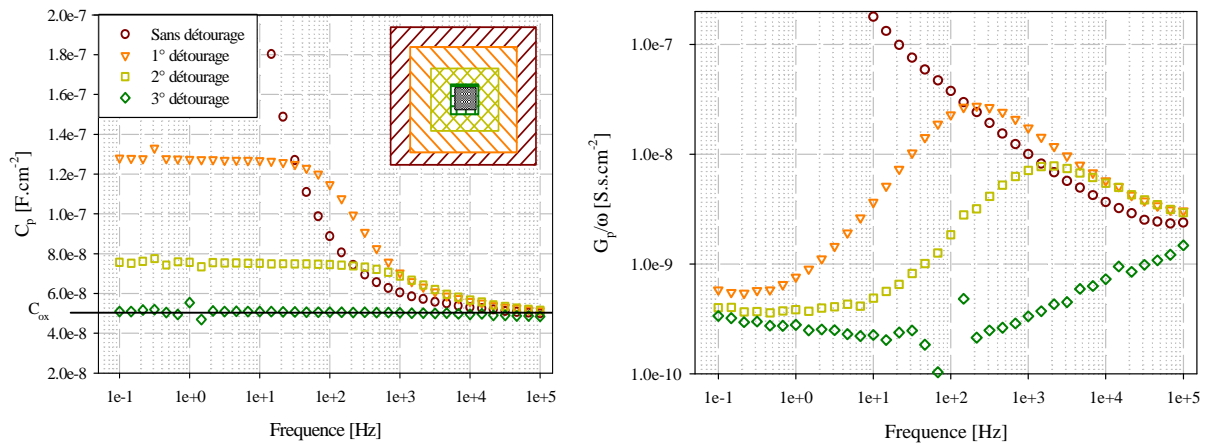 2.0e-7
1.8e-7
1.6e-7
1.4e-7
1.2e-7
1.0e-7
8.0e-8
6.0e-8
Cox
4.0e-8
2.0e-8
Cp [F.cm-2]
Sans détourage
1° détourage
2° détourage
3° détourage
1e-1 1e+0 1e+1 1e+2 1e+3 1e+4 1e+5
Frequence [Hz]
1.0e-7
1.0e-8
1.0e-9
1.0e-10
Gp/ω [S.s.cm-2]
1e-1 1e+0 1e+1 1e+2 1e+3 1e+4 1e+5
Frequence [Hz]